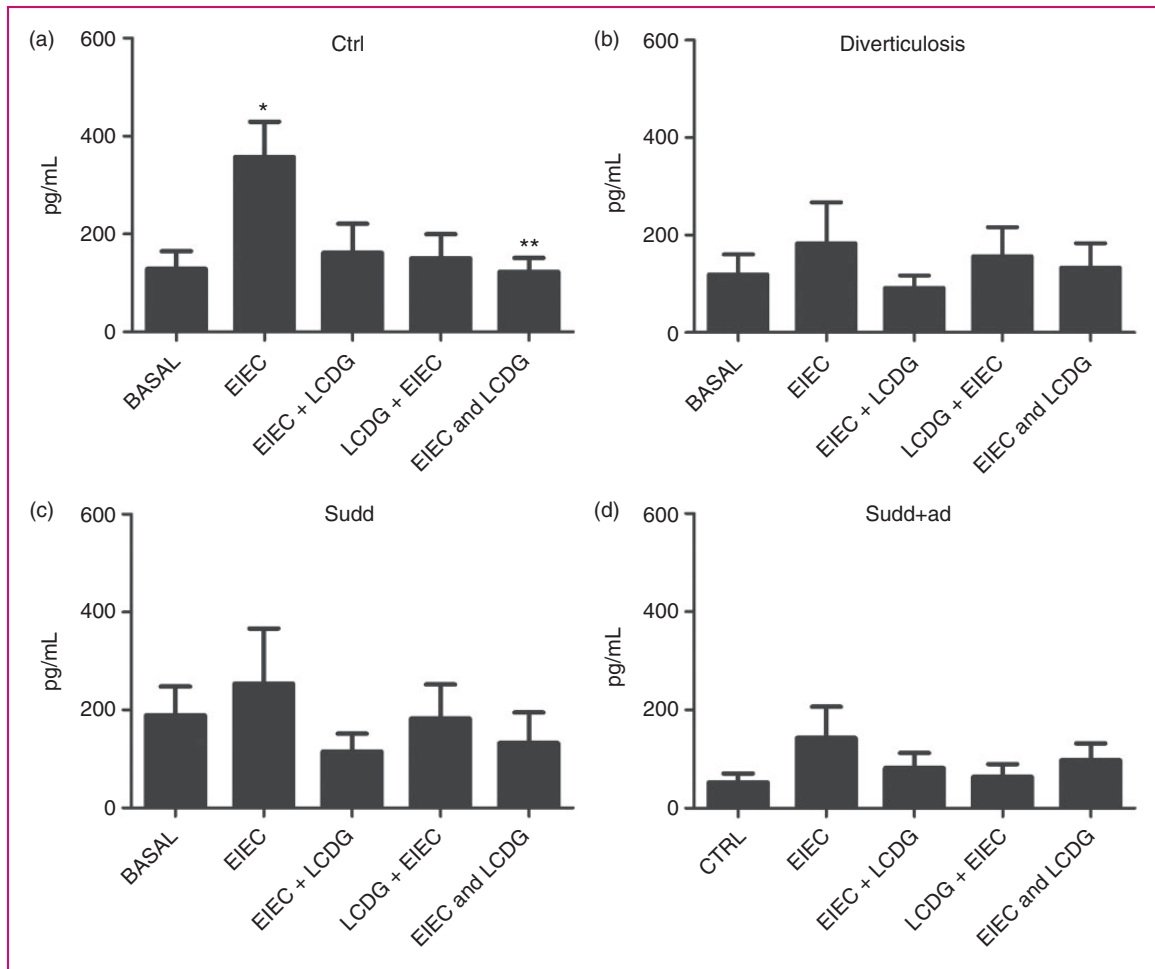 (a)
Ctrl
600
400
200
0
pg/mL
*
**
BASAL
EIEC
EIEC + LCDG
LCDG + EIEC
EIEC and LCDG
(b)
Diverticulosis
600
400
200
0
pg/mL
BASAL
EIEC
EIEC + LCDG
LCDG + EIEC
EIEC and LCDG
(c)
Sudd
600
400
200
0
pg/mL
BASAL
EIEC
EIEC + LCDG
LCDG + EIEC
EIEC and LCDG
(d)
Sudd+ad
600
400
200
0
pg/mL
CTRL
EIEC
EIEC + LCDG
LCDG + EIEC
EIEC and LCDG